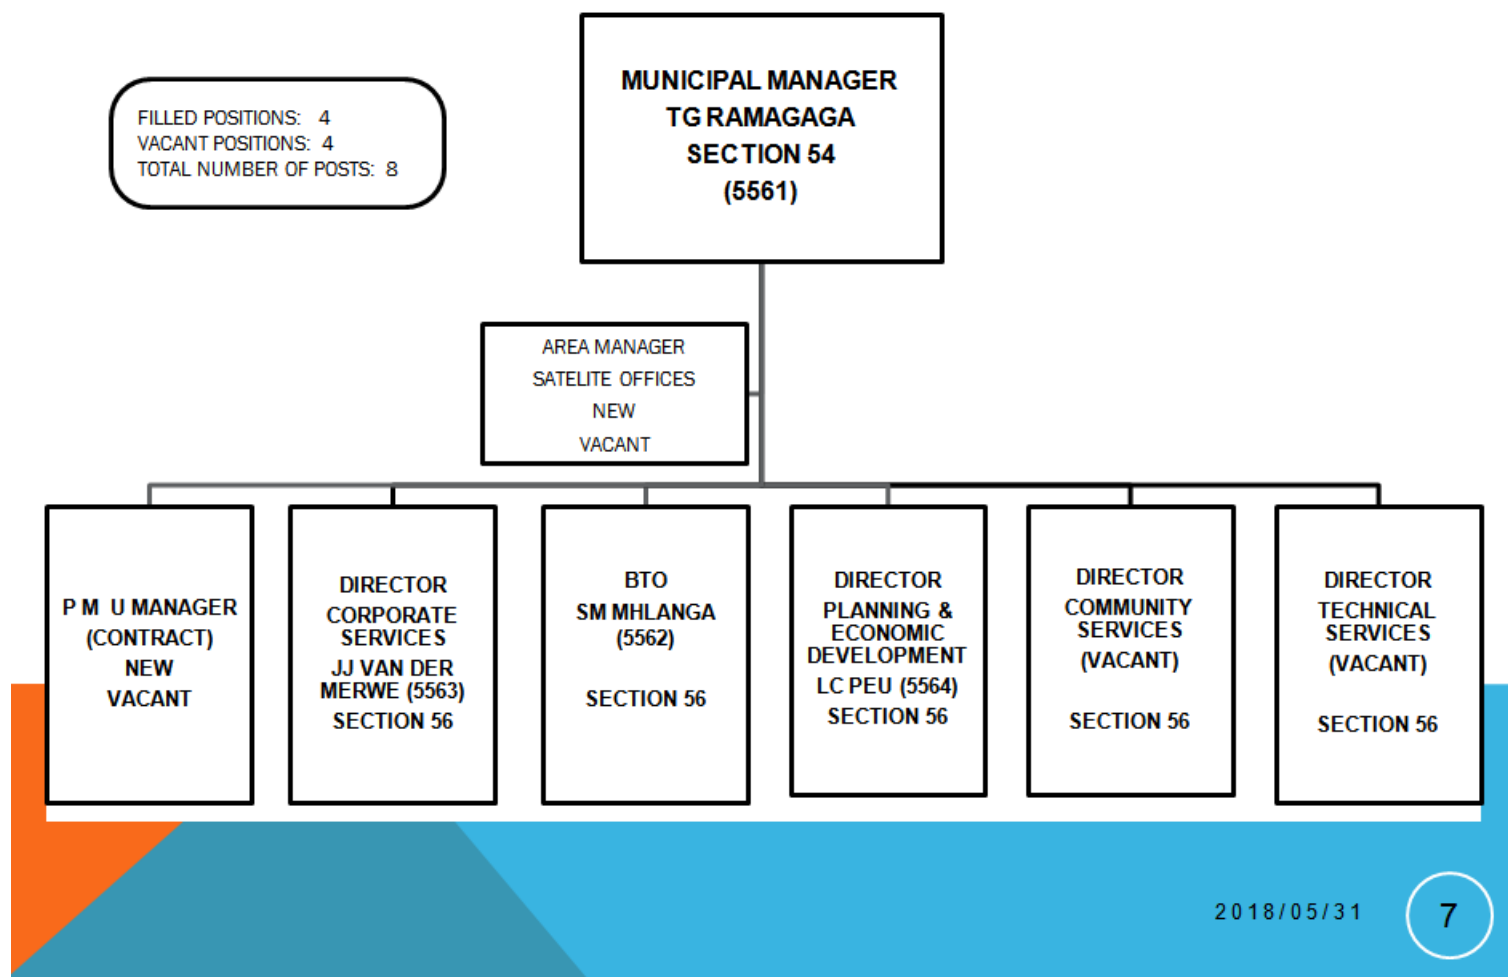 MUNICIPAL MANAGER
TG RAMAGAGA
SECTION 54
(5561)
FILLED POSITIONS: 4
VACANT POSITIONS: 4
TOTAL NUMBER OF POSTS: 8
AREA MANAGER
SATELITE OFFICES
NEW
VACANT
P M U MANAGER
(CONTRACT)
NEW
VACANT
DIRECTOR
CORPORATE
SERVICES
JJ VAN DER
MERWE (5563)
SECTION 56
BTO
SM MHLANGA
(5562)
SECTION 56
DIRECTOR
PLANNING &
ECONOMIC
DEVELOPMENT
LC PEU (5564)
SECTION 56
DIRECTOR
COMMUNITY
SERVICES
(VACANT)
SECTION 56
DIRECTOR
TECHNICAL
SERVICES
(VACANT)
SECTION 56
2018/05/31
7